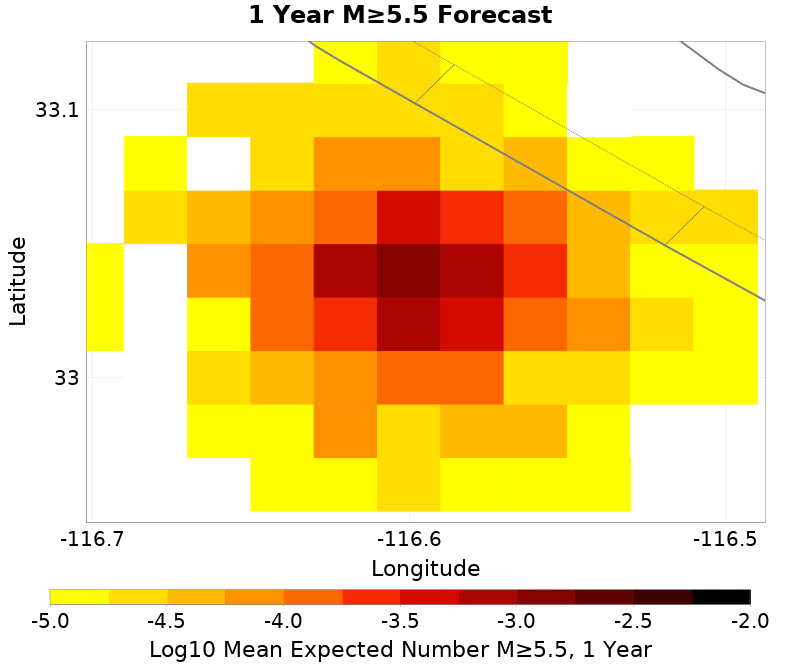 1 Year M≥5.5 Forecast
33.1
33
Latitude
-116.7 -116.6 -116.5
Longitude
-5.0 -4.5 -4.0 -3.5 -3.0 -2.5 -2.0
Log10 Mean Expected Number M≥5.5, 1 Year